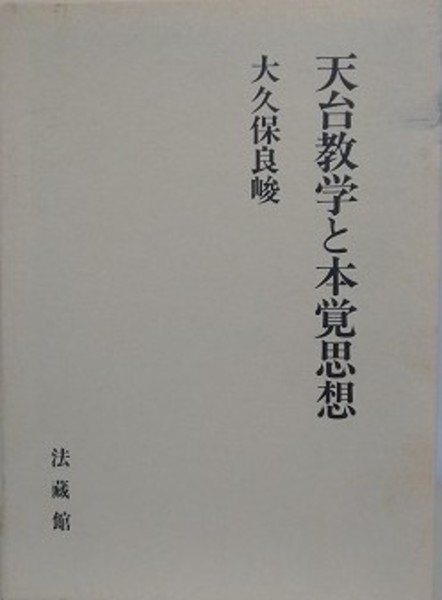 天台教学と本覚思想
大久保良峻
法藏館